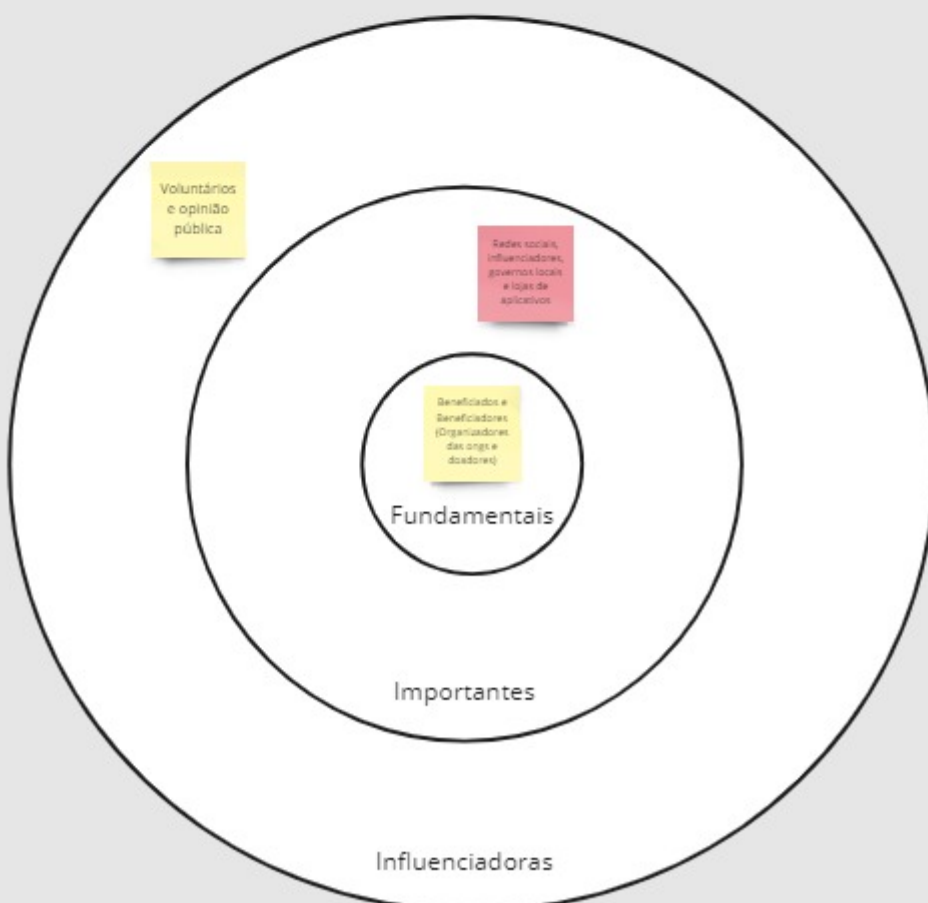 Voluntários
e opinião
pública
Redes sociais,
influenciadores,
governos locais
e lojas de
aplicativos
Beneficiados e
Beneficiadores
(Organizadores
das ongs e
doadores)
Fundamentais
Importantes
Influenciadoras